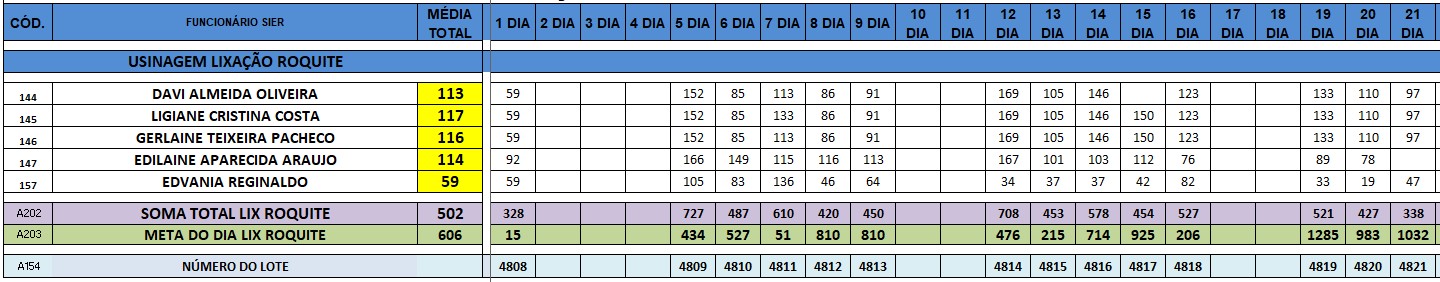 CÓD. FUNCIONÁRIO SIER MÉDIA TOTAL 1 DIA 2 DIA 3 DIA 4 DIA 5 DIA 6 DIA 7 DIA 8 DIA 9 DIA 10 DIA 11 DIA 12 DIA 13 DIA 14 DIA 15 DIA 16 DIA 17 DIA 18 DIA 19 DIA 20 DIA 21 DIA
USINAGEM LIXAÇÃO ROQUITE
144 DAVI ALMEIDA OLIVEIRA 113 59 152 85 113 86 91 169 105 146 123 133 110 97
145 LIGIANE CRISTINA COSTA 117 59 152 85 133 86 91 169 105 146 150 123 133 110 97
146 GERLAINE TEIXEIRA PACHECO 116 59 152 85 113 86 91 169 105 146 150 123 133 110 97
147 EDILAINE APARECIDA ARAUJO 114 92 166 149 115 116 113 167 101 103 112 76 89 78
157 EDVANIA REGINALDO 59 59 105 83 136 46 64 34 37 37 42 82 33 19 47
A202 SOMA TOTAL LIX ROQUITE 502 328 727 487 610 420 450 708 453 578 454 527 521 427 338
A203 META DO DIA LIX ROQUITE 606 15 434 527 51 810 810 476 215 714 925 206 1285 983 1032
A154 NÚMERO DO LOTE 4808 4809 4810 4811 4812 4813 4814 4815 4816 4817 4818 4819 4820 4821